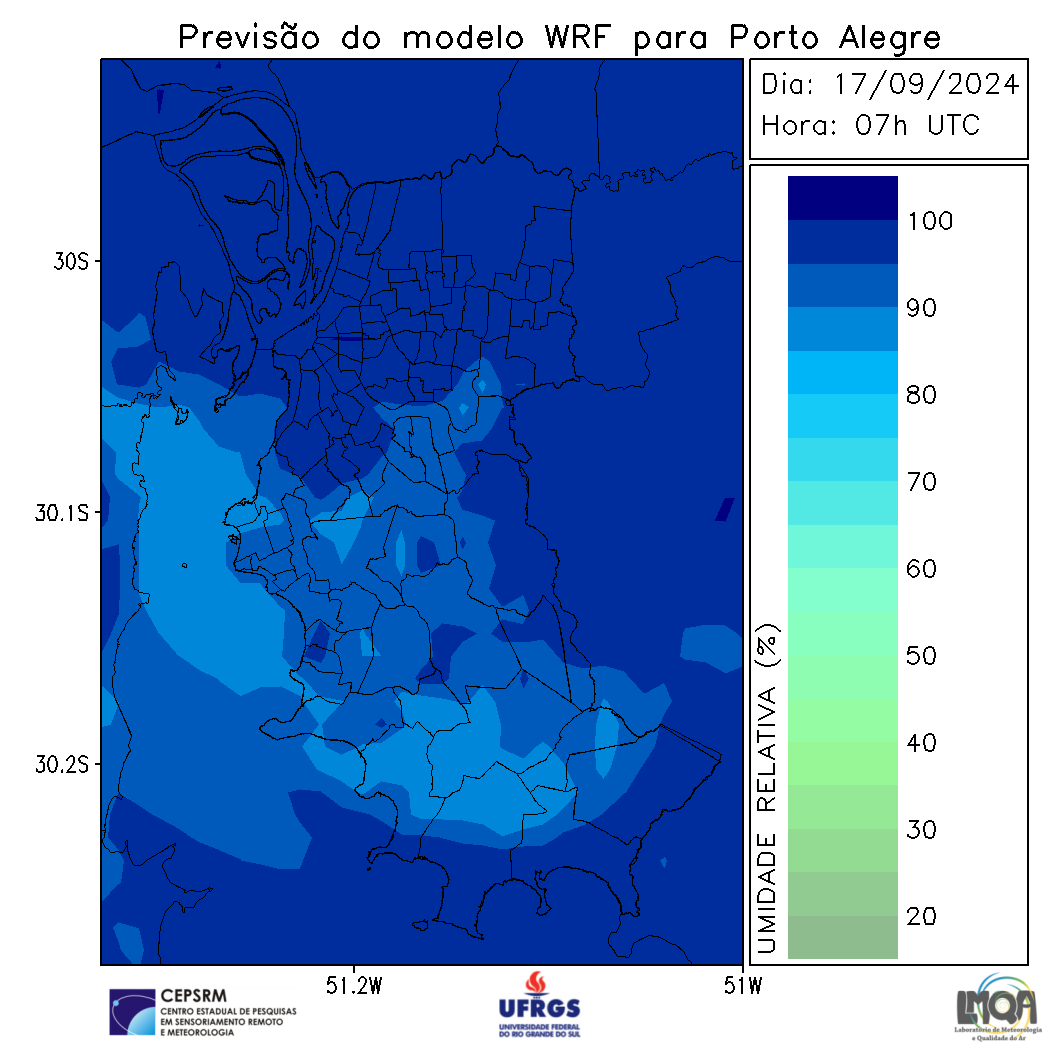 Previsão do modelo WRF para Porto Alegre
Dia: 17/09/2024
Hora: 07h UTC
100
90
80
70
60
50
40
30
20
UMIDADE RELATIVA (%)
30S
30.1S
30.2S
51.2W
51W
CEPSRM
CENTRO ESTADUAL DE PESQUISAS
EM SENSORIAMENTO REMOTO
E METEOROLOGIA
UFRGS
UNIVERSIDADE FEDERAL
DO RIO GRANDE DO SUL
LMQA
Laboratório de Meteorologia
e Qualidade do Ar